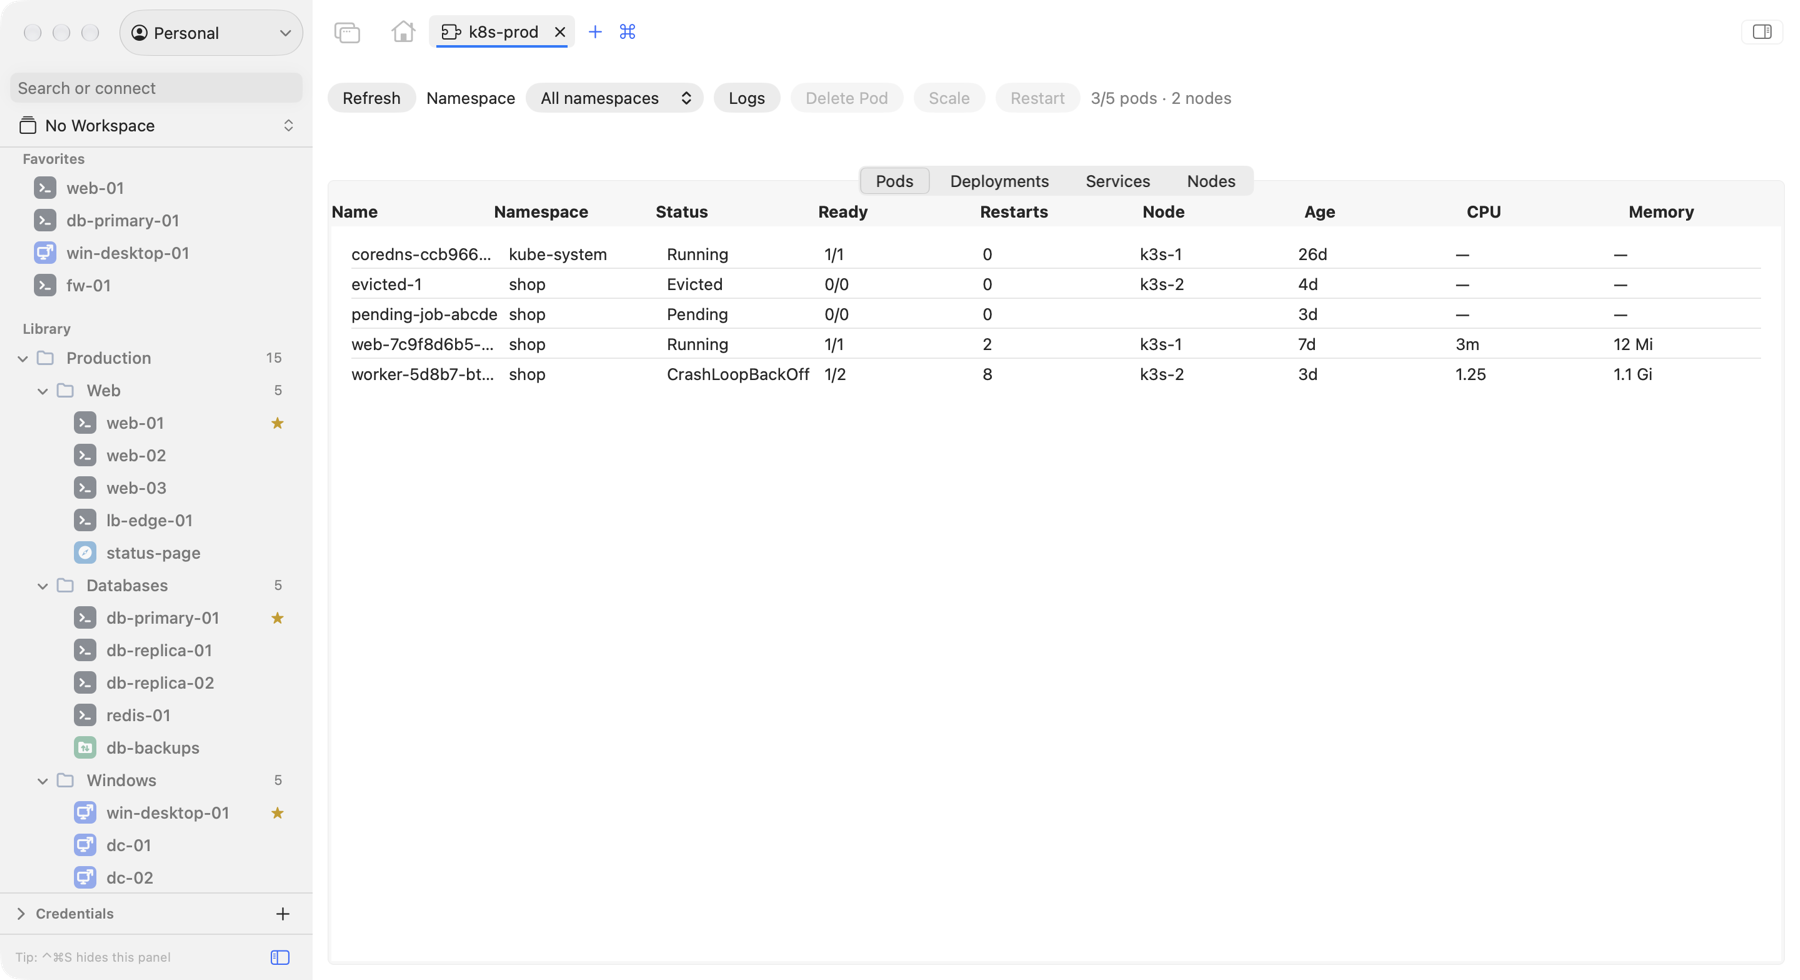 Personal
Search or connect
No Workspace
Favorites
web-01
db-primary-01
win-desktop-01
fw-01
Library
Production 15
Web 5
web-01
web-02
web-03
lb-edge-01
status-page
Databases 5
db-primary-01
db-replica-01
db-replica-02
redis-01
db-backups
Windows 5
win-desktop-01
dc-01
dc-02
Credentials
Tip: ^⌘S hides this panel
k8s-prod
Refresh Namespace All namespaces Logs Delete Pod Scale Restart 3/5 pods · 2 nodes
Pods Deployments Services Nodes
Name Namespace Status Ready Restarts Node Age CPU Memory
coredns-ccb966... kube-system Running 1/1 0 k3s-1 26d — —
evicted-1 shop Evicted 0/0 0 k3s-2 4d — —
pending-job-abcde shop Pending 0/0 0 3d — —
web-7c9f8d6b5-... shop Running 1/1 2 k3s-1 7d 3m 12 Mi
worker-5d8b7-bt... shop CrashLoopBackOff 1/2 8 k3s-2 3d 1.25 1.1 Gi